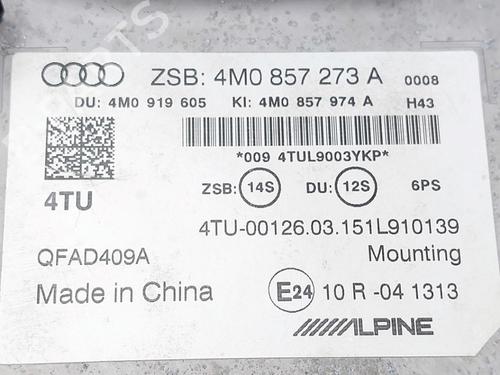 ZSB: 4M0 857 273 A 0008
DU: 4M0 919 605 KI: 4M0 857 974 A H43
*009 4TUL9003YKP*
ZSB: 14S DU: 12S 6PS
4TU
4TU-00126.03.151L910139
QFAD409A Mounting
Made in China E24 10 R -04 1313
ALPINE